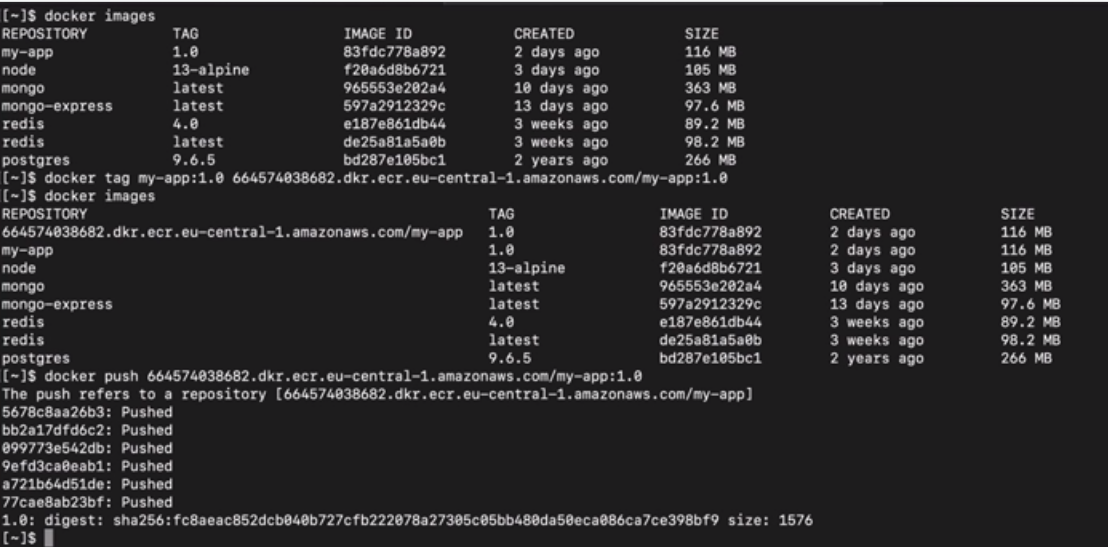 [~]$ docker images
REPOSITORY TAG IMAGE ID CREATED SIZE
my-app 1.0 83fdc778a892 2 days ago 116 MB
node 13-alpine f20a6d8b6721 3 days ago 105 MB
mongo latest 965553e202a4 10 days ago 363 MB
mongo-express latest 597a2912329c 13 days ago 97.6 MB
redis 4.0 e187e861db44 3 weeks ago 89.2 MB
redis latest de25a81a5a0b 3 weeks ago 98.2 MB
postgres 9.6.5 bd287e105bc1 2 years ago 266 MB
[~]$ docker tag my-app:1.0 664574038682.dkr.ecr.eu-central-1.amazonaws.com/my-app:1.0
[~]$ docker images
REPOSITORY TAG IMAGE ID CREATED SIZE
664574038682.dkr.ecr.eu-central-1.amazonaws.com/my-app 1.0 83fdc778a892 2 days ago 116 MB
my-app 1.0 83fdc778a892 2 days ago 116 MB
node 13-alpine f20a6d8b6721 3 days ago 105 MB
mongo latest 965553e202a4 10 days ago 363 MB
mongo-express latest 597a2912329c 13 days ago 97.6 MB
redis 4.0 e187e861db44 3 weeks ago 89.2 MB
redis latest de25a81a5a0b 3 weeks ago 98.2 MB
postgres 9.6.5 bd287e105bc1 2 years ago 266 MB
[~]$ docker push 664574038682.dkr.ecr.eu-central-1.amazonaws.com/my-app:1.0
The push refers to a repository [664574038682.dkr.ecr.eu-central-1.amazonaws.com/my-app]
5678c8aa26b3: Pushed
bb2a17dfd6c2: Pushed
099773e542db: Pushed
9efd3ca0eab1: Pushed
a721b64d51de: Pushed
77cae8ab23bf: Pushed
1.0: digest: sha256:fc8aeac852dcb040b727cfb222078a27305c05bb480da50eca086ca7ce398bf9 size: 1576
[~]$